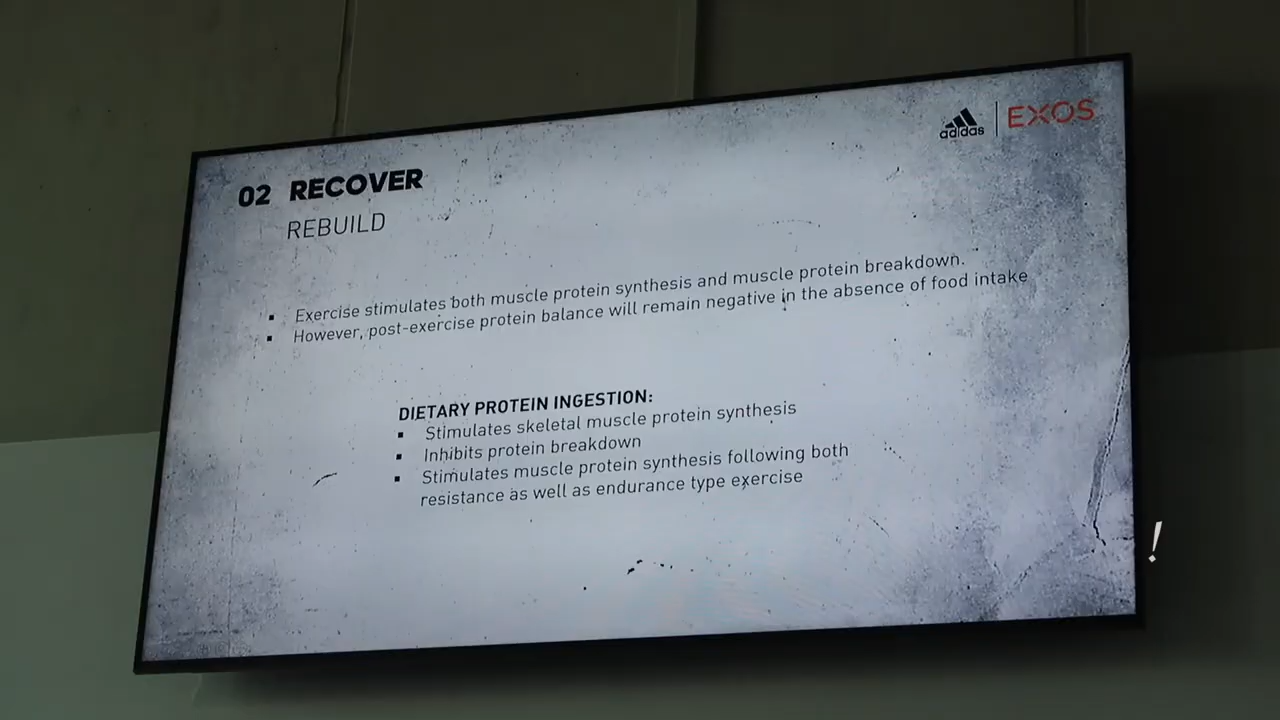 adidas | EXOS
02 RECOVER
REBUILD
▪ Exercise stimulates both muscle protein synthesis and muscle protein breakdown.
▪ However, post-exercise protein balance will remain negative in the absence of food intake
DIETARY PROTEIN INGESTION:
▪ Stimulates skeletal muscle protein synthesis
▪ Inhibits protein breakdown
▪ Stimulates muscle protein synthesis following both
resistance as well as endurance type exercise
!